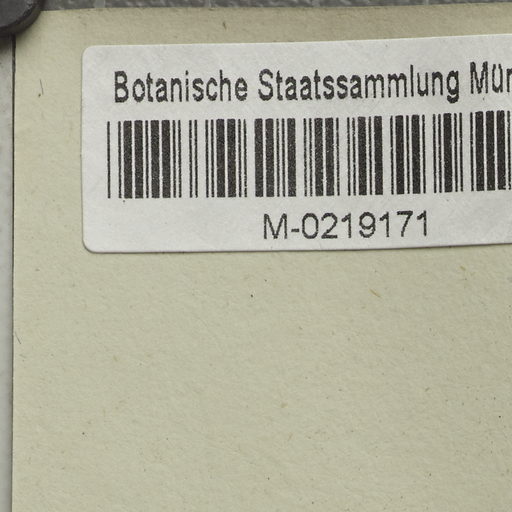 Botanische Staatssammlung Mün
M-0219171